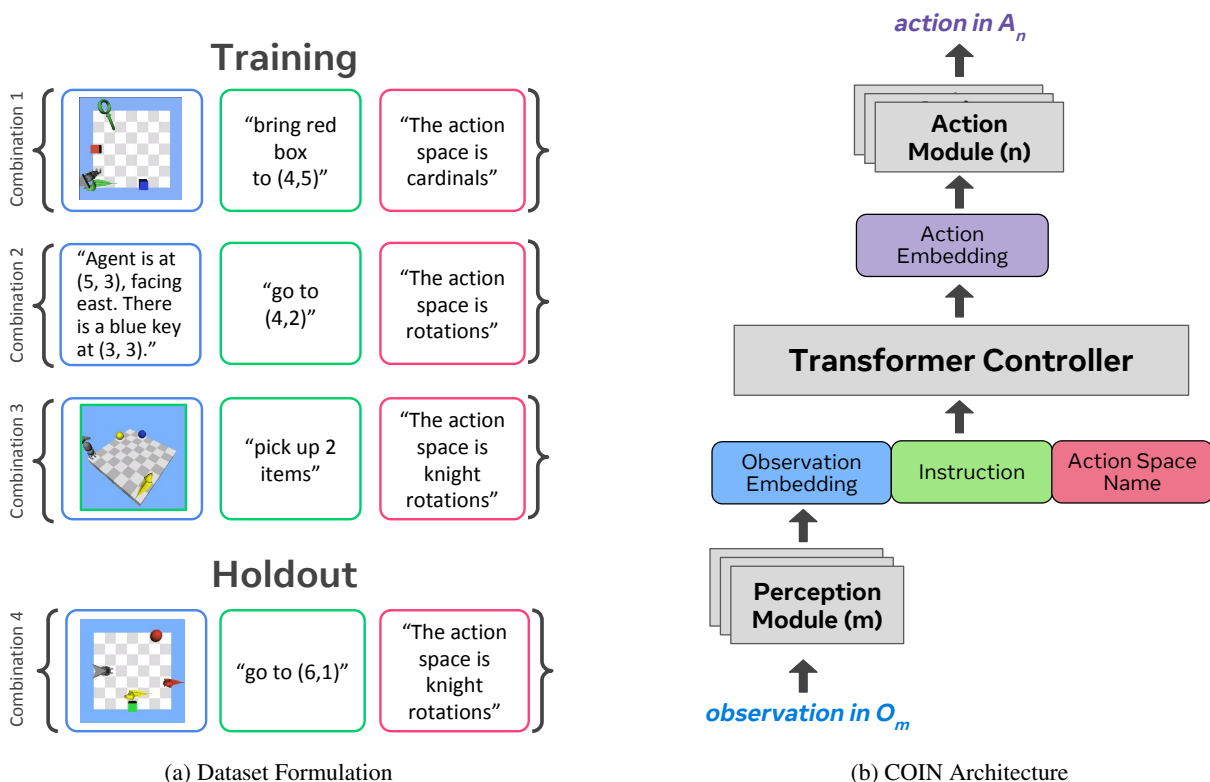 Training
Combination 1
“bring red
box
to (4,5)”
“The action
space is
cardinals”
Combination 2
“Agent is at
(5, 3), facing
east. There
is a blue key
at (3, 3).”
“go to
(4,2)”
“The action
space is
rotations”
Combination 3
“pick up 2
items”
“The action
space is
knight
rotations”
Holdout
Combination 4
“go to (6,1)”
“The action
space is
knight
rotations”
(a) Dataset Formulation
action in Aₙ
Action
Module (n)
Action
Embedding
Transformer Controller
Observation
Embedding
Instruction
Action Space
Name
Perception
Module (m)
observation in Oₘ
(b) COIN Architecture